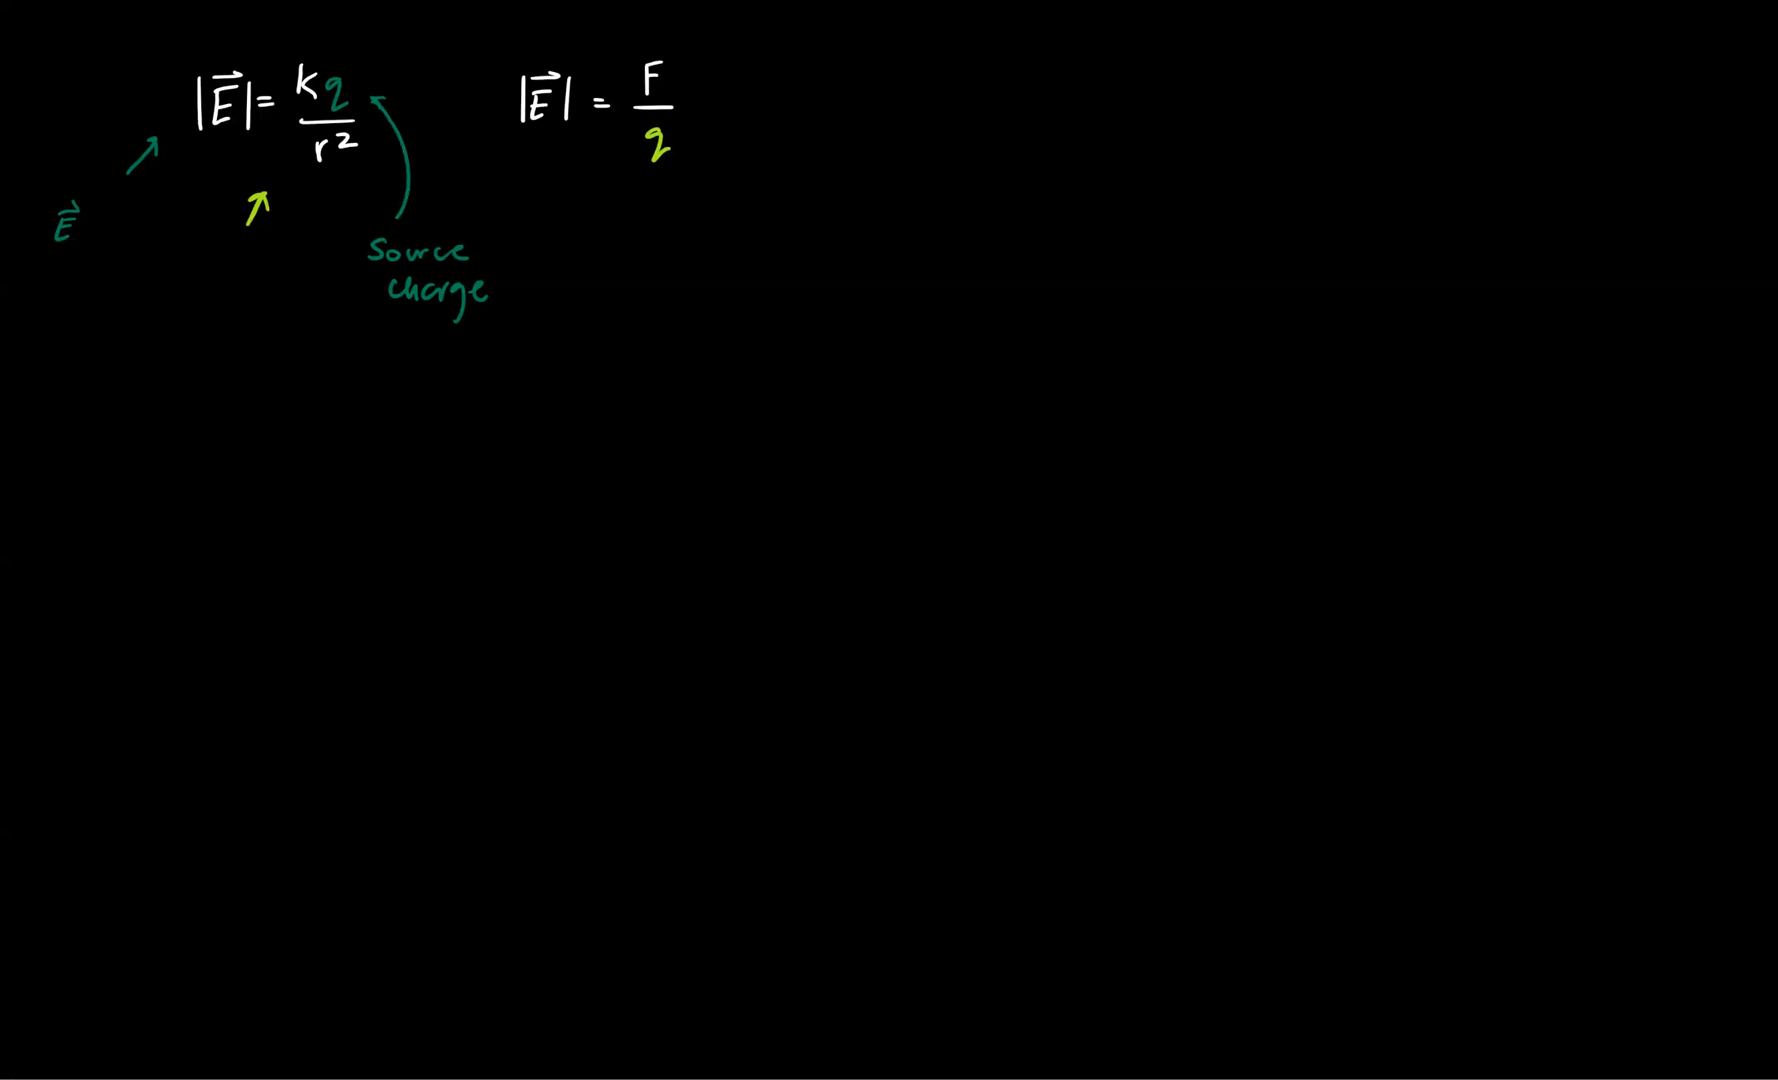 |E⃗| = kq/r²
|E⃗| = F/q
E⃗
Source
charge